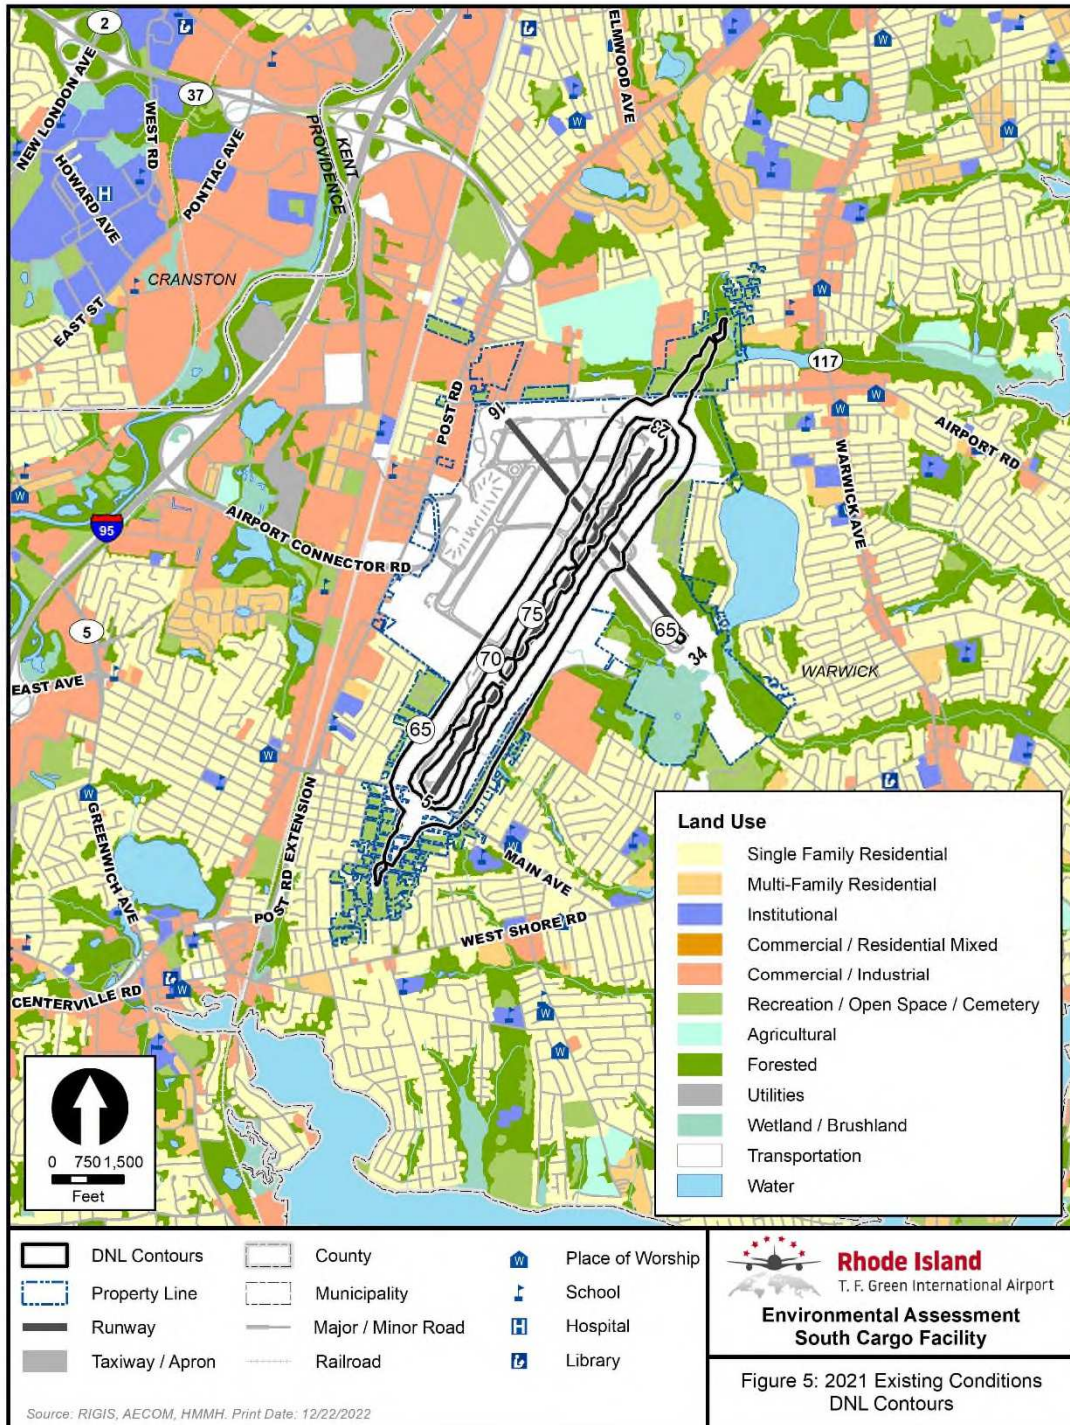 2
37
NEW LONDON AVE
WEST RD
HOWARD AVE
PONTIAC AVE
KENT
PROVIDENCE
ELMWOOD AVE
CRANSTON
EAST ST
117
POST RD
16
23
AIRPORT RD
WARWICK AVE
95
AIRPORT CONNECTOR RD
5
EAST AVE
75
70
65
65
34
WARWICK
5
GREENWICH AVE
POST RD EXTENSION
MAIN AVE
WEST SHORE RD
CENTERVILLE RD
0 750 1,500
Feet
Land Use
Single Family Residential
Multi-Family Residential
Institutional
Commercial / Residential Mixed
Commercial / Industrial
Recreation / Open Space / Cemetery
Agricultural
Forested
Utilities
Wetland / Brushland
Transportation
Water
DNL Contours
Property Line
Runway
Taxiway / Apron
County
Municipality
Major / Minor Road
Railroad
W Place of Worship
School
H Hospital
Library
Source: RIGIS, AECOM, HMMH. Print Date: 12/22/2022
Rhode Island
T. F. Green International Airport
Environmental Assessment
South Cargo Facility
Figure 5: 2021 Existing Conditions
DNL Contours